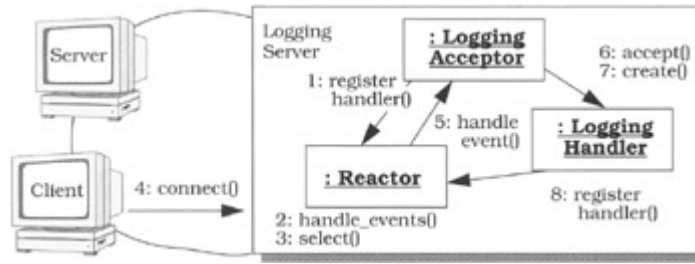 Server
Client
4: connect()
Logging
Server
: Logging
Acceptor
1: register
handler()
5: handle
event()
6: accept()
7: create()
: Logging
Handler
: Reactor
2: handle_events()
3: select()
8: register
handler()